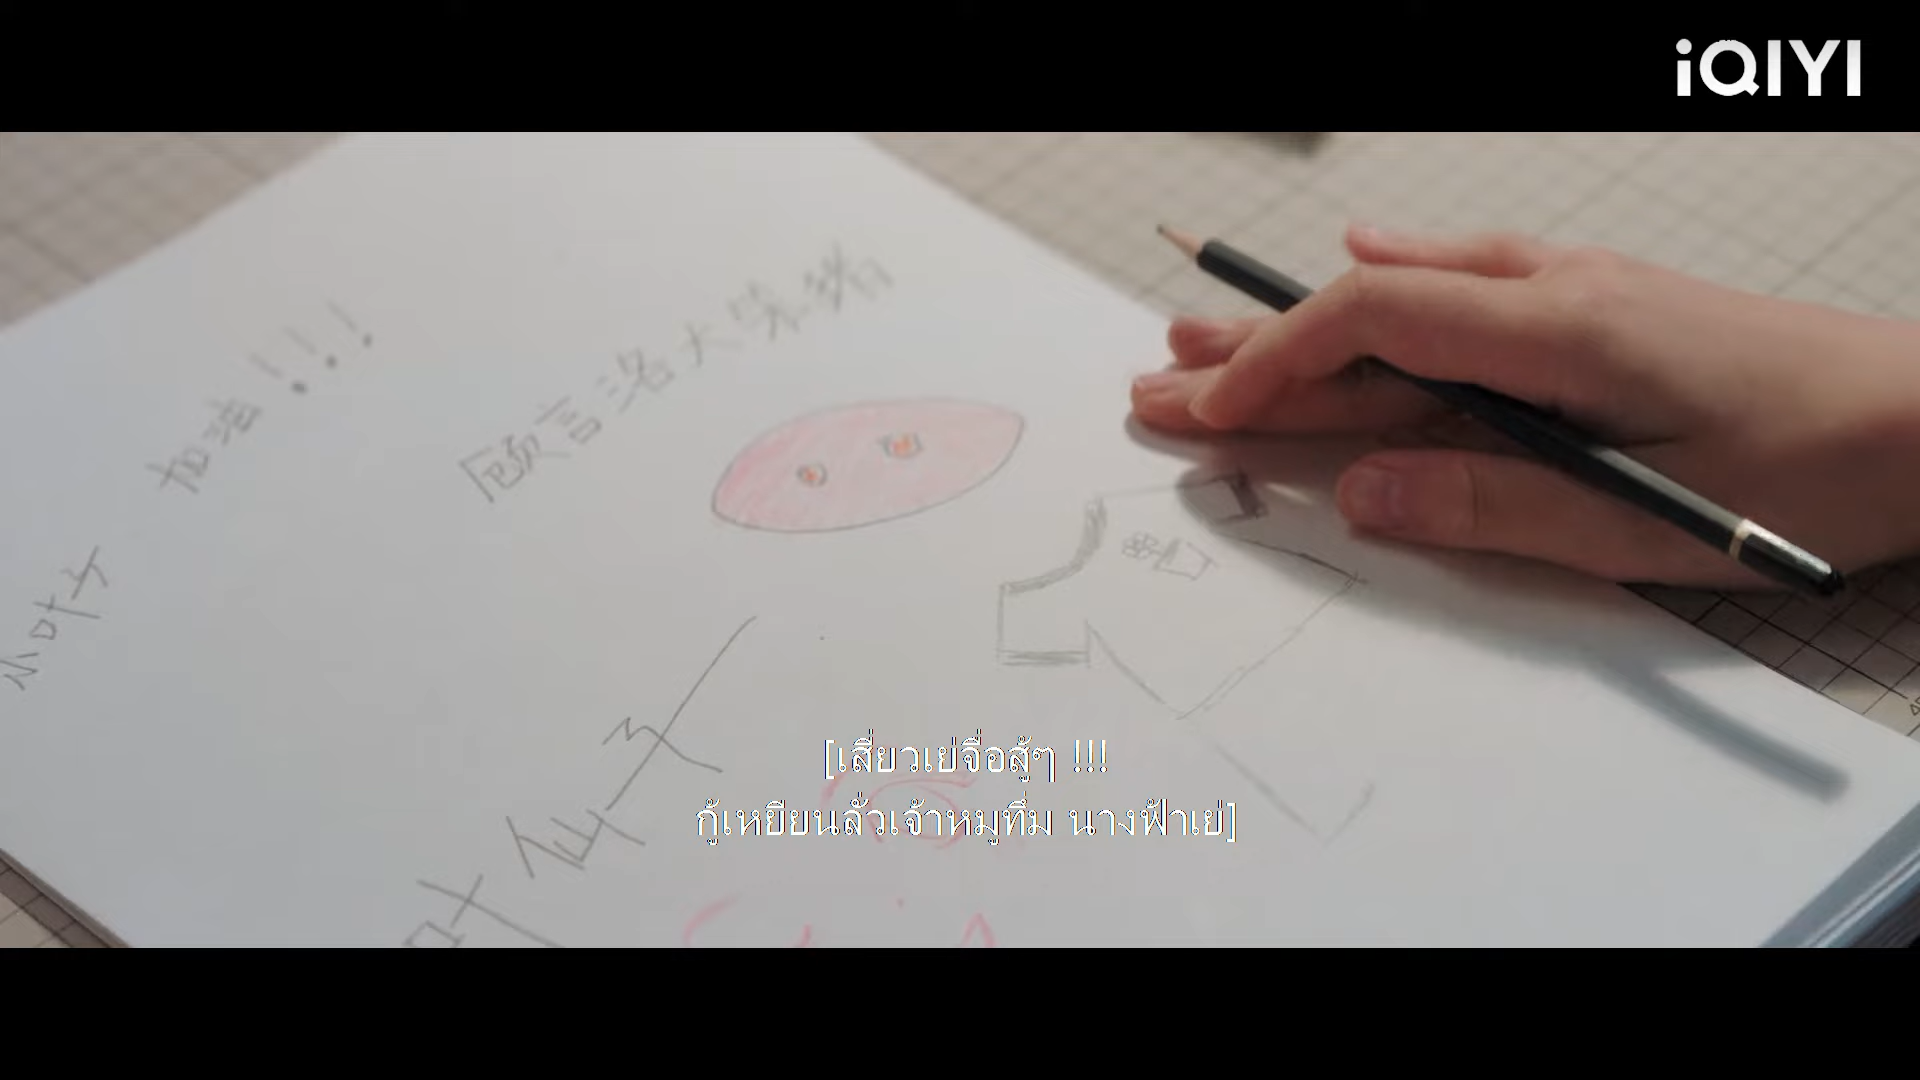 iQIYI
加油!!!
顾言洛大笨猪
小叶子
仙子
叶
[เสี่ยวเย่จื่อสู้ๆ !!!
กู้เหยียนลั่วเจ้าหมูทึ่ม นางฟ้าเย่]